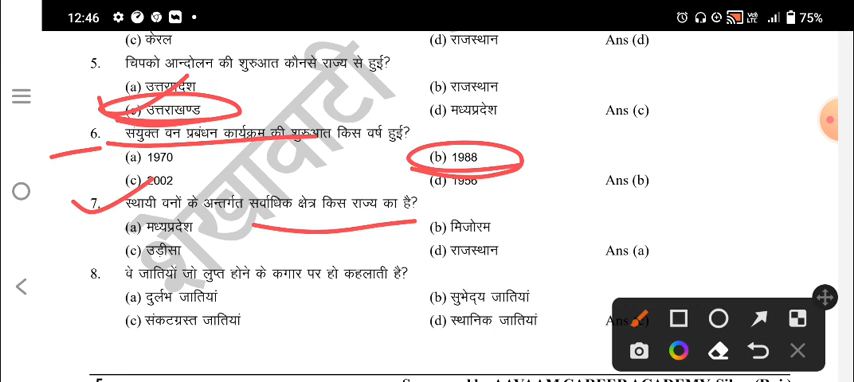 12:46 75%
(c) केरल (d) राजस्थान Ans (d)
5. चिपको आन्दोलन की शुरुआत कौनसे राज्य से हुई?
(a) उत्तरप्रदेश (b) राजस्थान
(c) उत्तराखण्ड (d) मध्यप्रदेश Ans (c)
6. सयुक्त वन प्रबंधन कार्यक्रम की शुरुआत किस वर्ष हुई?
(a) 1970 (b) 1988
(c) 2002 (d) 1956 Ans (b)
7. स्थायी वनों के अन्तर्गत सर्वाधिक क्षेत्र किस राज्य का है?
(a) मध्यप्रदेश (b) मिजोरम
(c) उड़ीसा (d) राजस्थान Ans (a)
8. वे जातियों जो लुप्त होने के कगार पर हो कहलाती है?
(a) दुर्लभ जातियां (b) सुभेद्य जातियां
(c) संकटग्रस्त जातियां (d) स्थानिक जातियां Ans (c)
शेखावाटी